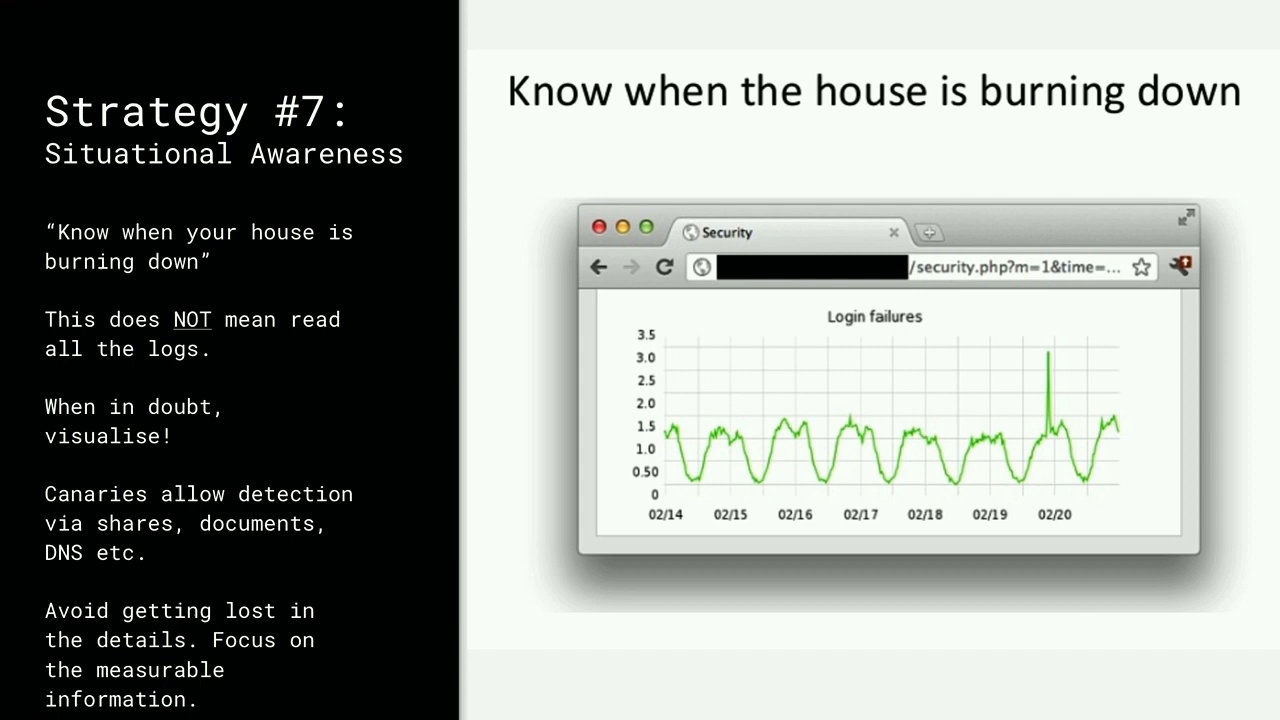 Strategy #7:
Situational Awareness
“Know when your house is
burning down”
This does NOT mean read
all the logs.
When in doubt,
visualise!
Canaries allow detection
via shares, documents,
DNS etc.
Avoid getting lost in
the details. Focus on
the measurable
information.
Know when the house is burning down
Security
/security.php?m=1&time=...
Login failures
3.5
3.0
2.5
2.0
1.5
1.0
0.50
0
02/14 02/15 02/16 02/17 02/18 02/19 02/20